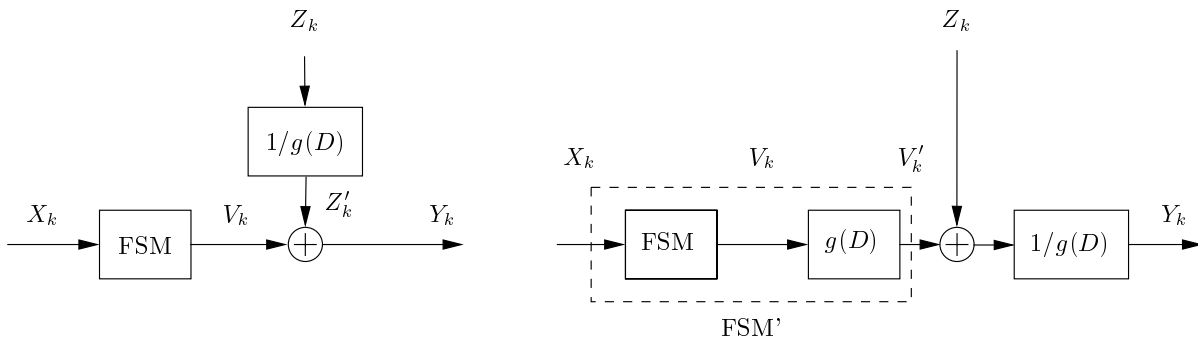 Z_k
1/g(D)
Z'_k
X_k
FSM
V_k
Y_k
Z_k
X_k
V_k
V'_k
FSM
g(D)
1/g(D)
Y_k
FSM'